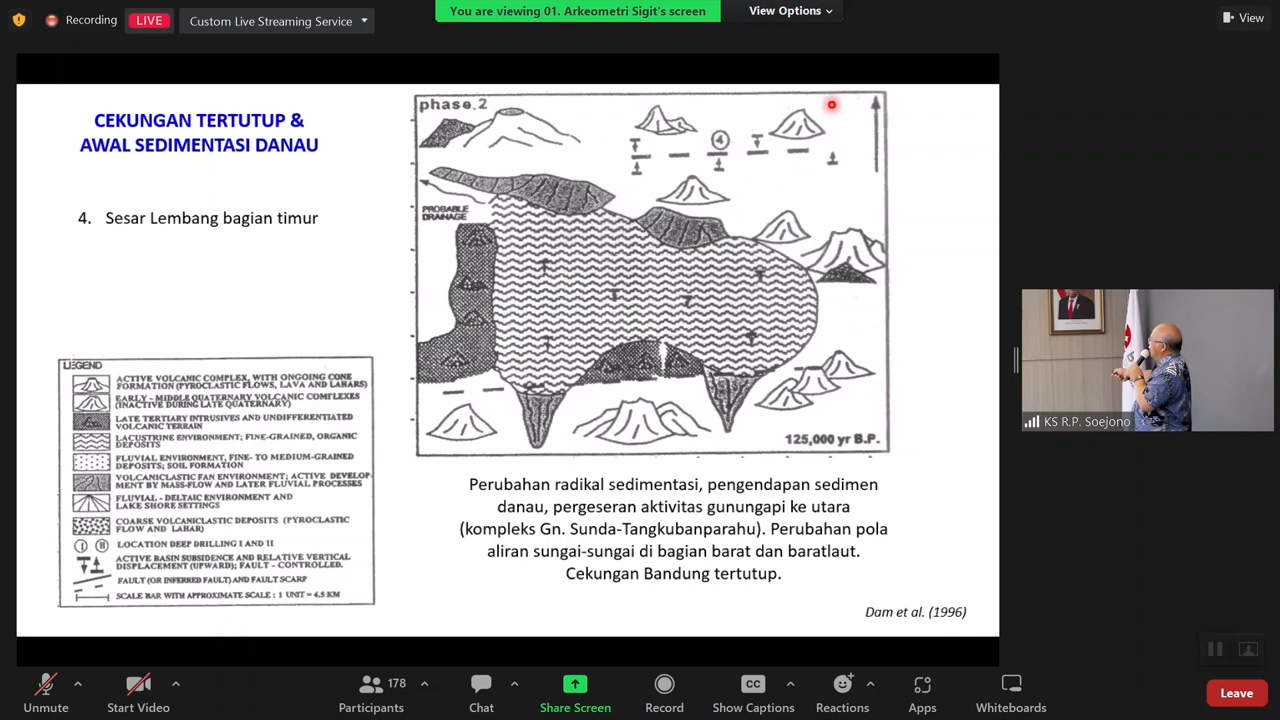 Recording
LIVE
Custom Live Streaming Service
You are viewing 01. Arkeometri Sigit's screen
View Options
View
CEKUNGAN TERTUTUP &
AWAL SEDIMENTASI DANAU
4. Sesar Lembang bagian timur
phase.2
4
PROBABLE
DRAINAGE
125,000 yr B.P.
LEGEND
ACTIVE VOLCANIC COMPLEX, WITH ONGOING CONE
FORMATION (PYROCLASTIC FLOWS, LAVA AND LAHARS)
EARLY - MIDDLE QUATERNARY VOLCANIC COMPLEXES
(INACTIVE DURING LATE QUATERNARY)
LATE TERTIARY INTRUSIVES AND UNDIFFERENTIATED
VOLCANIC TERRAIN
LACUSTRINE ENVIRONMENT; FINE-GRAINED, ORGANIC
DEPOSITS
FLUVIAL ENVIRONMENT, FINE- TO MEDIUM-GRAINED
DEPOSITS; SOIL FORMATION
VOLCANICLASTIC FAN ENVIRONMENT; ACTIVE DEVELOP-
MENT BY MASS-FLOW AND LATER FLUVIAL PROCESSES
FLUVIAL - DELTAIC ENVIRONMENT AND
LAKE SHORE SETTINGS
COARSE VOLCANICLASTIC DEPOSITS (PYROCLASTIC
FLOW AND LAHAR)
I II LOCATION DEEP DRILLING I AND II
ACTIVE BASIN SUBSIDENCE AND RELATIVE VERTICAL
DISPLACEMENT (UPWARD); FAULT - CONTROLLED.
FAULT (OR INFERRED FAULT) AND FAULT SCARP
SCALE BAR WITH APPROXIMATE SCALE : 1 UNIT = 4.5 KM
Perubahan radikal sedimentasi, pengendapan sedimen
danau, pergeseran aktivitas gunungapi ke utara
(kompleks Gn. Sunda-Tangkubanparahu). Perubahan pola
aliran sungai-sungai di bagian barat dan baratlaut.
Cekungan Bandung tertutup.
Dam et al. (1996)
KS R.P. Soejono
Unmute
Start Video
178
Participants
Chat
Share Screen
Record
CC
Show Captions
Reactions
Apps
Whiteboards
Leave